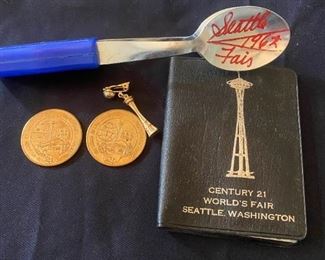 Seattle
1962
Fair
CENTURY 21
WORLD'S FAIR
SEATTLE, WASHINGTON